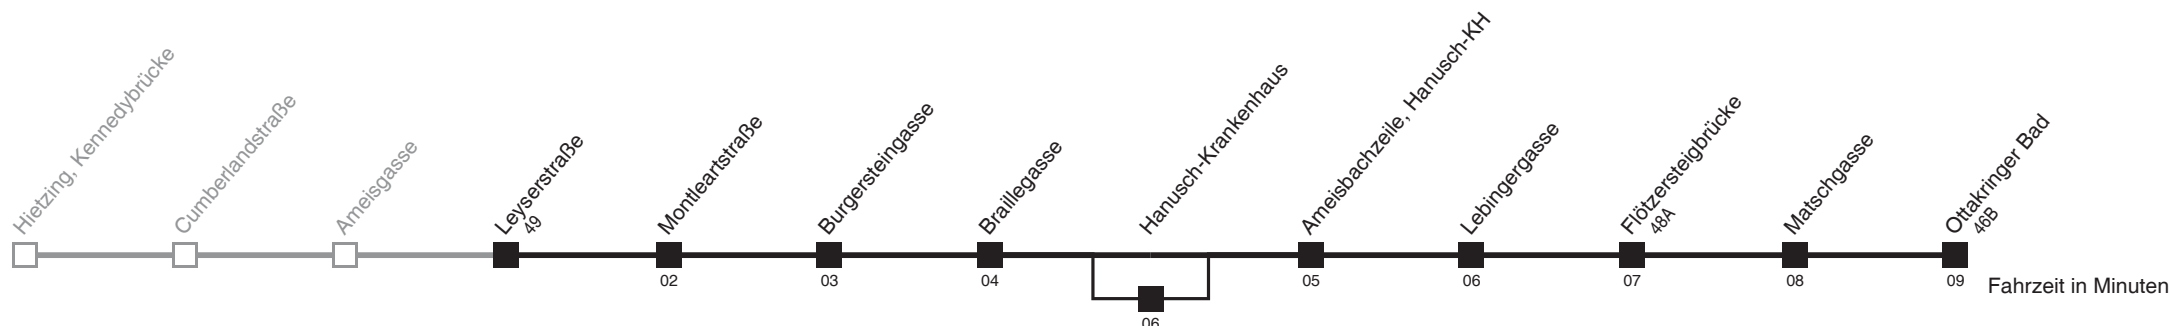 Hietzing, Kennedybrücke
Cumberlandstraße
Ameisgasse
Leyserstraße
49
Montleartstraße
Burgersteingasse
Braillegasse
Hanusch-Krankenhaus
Ameisbachzeile, Hanusch-KH
Lebingergasse
Flötzersteigbrücke
48A
Matschgasse
Ottakringer Bad
46B
02
03
04
06
05
06
07
08
09
Fahrzeit in Minuten